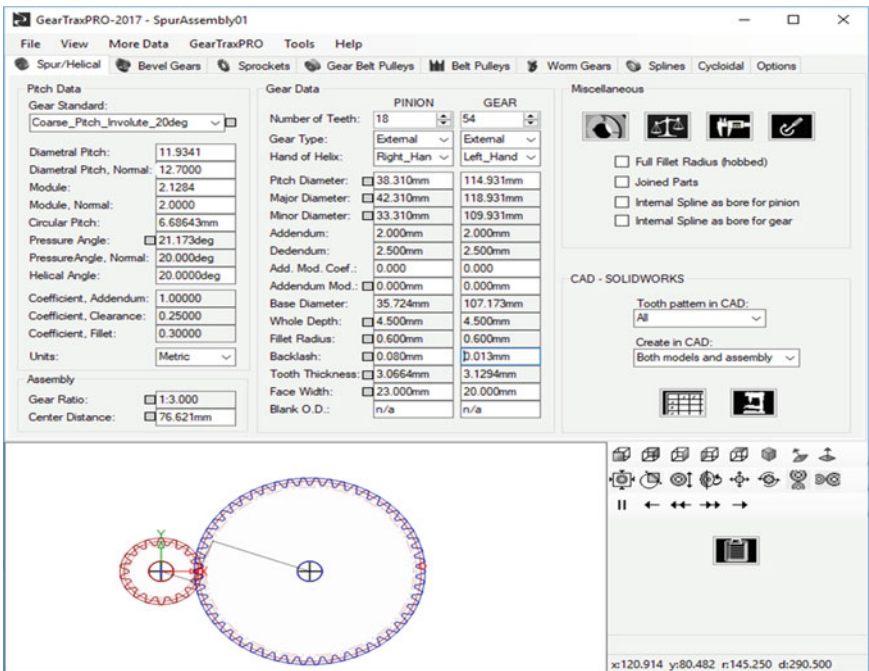 GearTraxPRO-2017 - SpurAssembly01
File View More Data GearTraxPRO Tools Help
Spur/Helical Bevel Gears Sprockets Gear Belt Pulleys Belt Pulleys Worm Gears Splines Cycloidal Options
Pitch Data
Gear Standard:
Coarse_Pitch_Involute_20deg
Diametral Pitch: 11.9341
Diametral Pitch, Normal: 12.7000
Module: 2.1284
Module, Normal: 2.0000
Circular Pitch: 6.68643mm
Pressure Angle: 21.173deg
PressureAngle, Normal: 20.000deg
Helical Angle: 20.0000deg
Coefficient, Addendum: 1.00000
Coefficient, Clearance: 0.25000
Coefficient, Fillet: 0.30000
Units: Metric
Assembly
Gear Ratio: 1:3.000
Center Distance: 76.621mm
Gear Data
PINION GEAR
Number of Teeth: 18 54
Gear Type: External External
Hand of Helix: Right_Han Left_Hand
Pitch Diameter: 38.310mm 114.931mm
Major Diameter: 42.310mm 118.931mm
Minor Diameter: 33.310mm 109.931mm
Addendum: 2.000mm 2.000mm
Dedendum: 2.500mm 2.500mm
Add. Mod. Coef.: 0.000 0.000
Addendum Mod.: 0.000mm 0.000mm
Base Diameter: 35.724mm 107.173mm
Whole Depth: 4.500mm 4.500mm
Fillet Radius: 0.600mm 0.600mm
Backlash: 0.080mm 0.013mm
Tooth Thickness: 3.0664mm 3.1294mm
Face Width: 23.000mm 20.000mm
Blank O.D.: n/a n/a
Miscellaneous
Full Fillet Radius (hobbed)
Joined Parts
Internal Spline as bore for pinion
Internal Spline as bore for gear
CAD - SOLIDWORKS
Tooth pattern in CAD:
All
Create in CAD:
Both models and assembly
Y
X
x:120.914 y:80.482 r:145.250 d:290.500